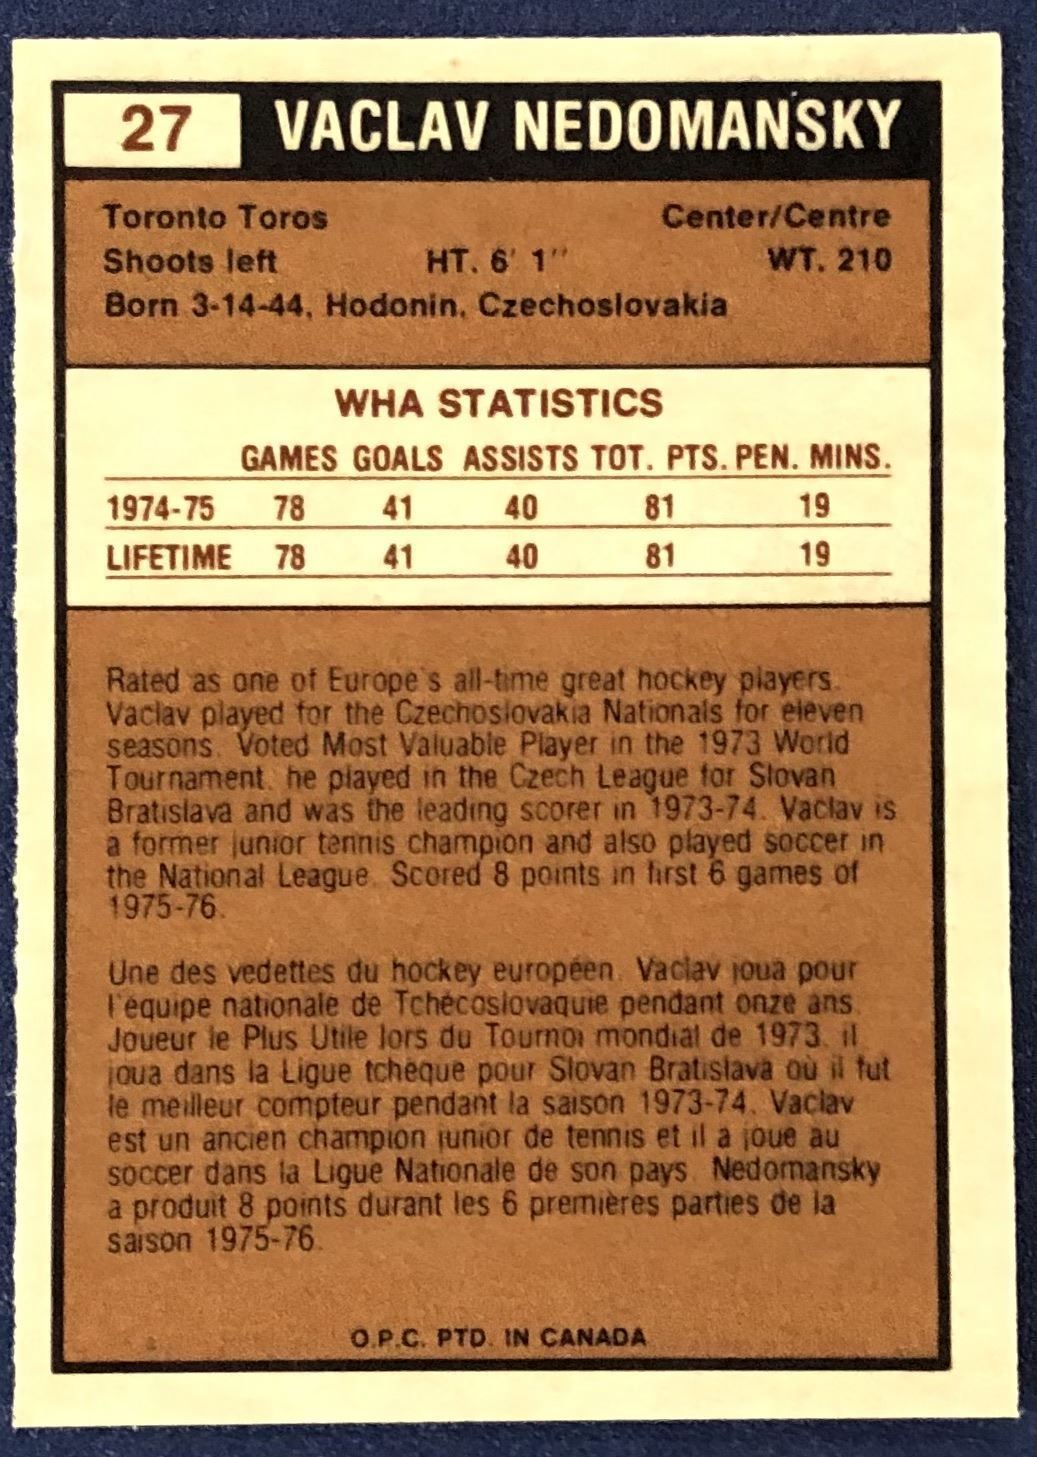 27 VACLAV NEDOMANSKY
Toronto Toros Center/Centre
Shoots left HT. 6' 1" WT. 210
Born 3-14-44, Hodonin, Czechoslovakia
WHA STATISTICS
GAMES GOALS ASSISTS TOT. PTS. PEN. MINS.
1974-75 78 41 40 81 19
LIFETIME 78 41 40 81 19
Rated as one of Europe's all-time great hockey players.
Vaclav played for the Czechoslovakia Nationals for eleven
seasons. Voted Most Valuable Player in the 1973 World
Tournament, he played in the Czech League for Slovan
Bratislava and was the leading scorer in 1973-74. Vaclav is
a former junior tennis champion and also played soccer in
the National League. Scored 8 points in first 6 games of
1975-76.
Une des vedettes du hockey européen. Vaclav joua pour
l'équipe nationale de Tchécoslovaquie pendant onze ans.
Joueur le Plus Utile lors du Tournoi mondial de 1973, il
joua dans la Ligue tchèque pour Slovan Bratislava où il fut
le meilleur compteur pendant la saison 1973-74. Vaclav
est un ancien champion junior de tennis et il a joué au
soccer dans la Ligue Nationale de son pays. Nedomansky
a produit 8 points durant les 6 premières parties de la
saison 1975-76.
O.P.C. PTD. IN CANADA